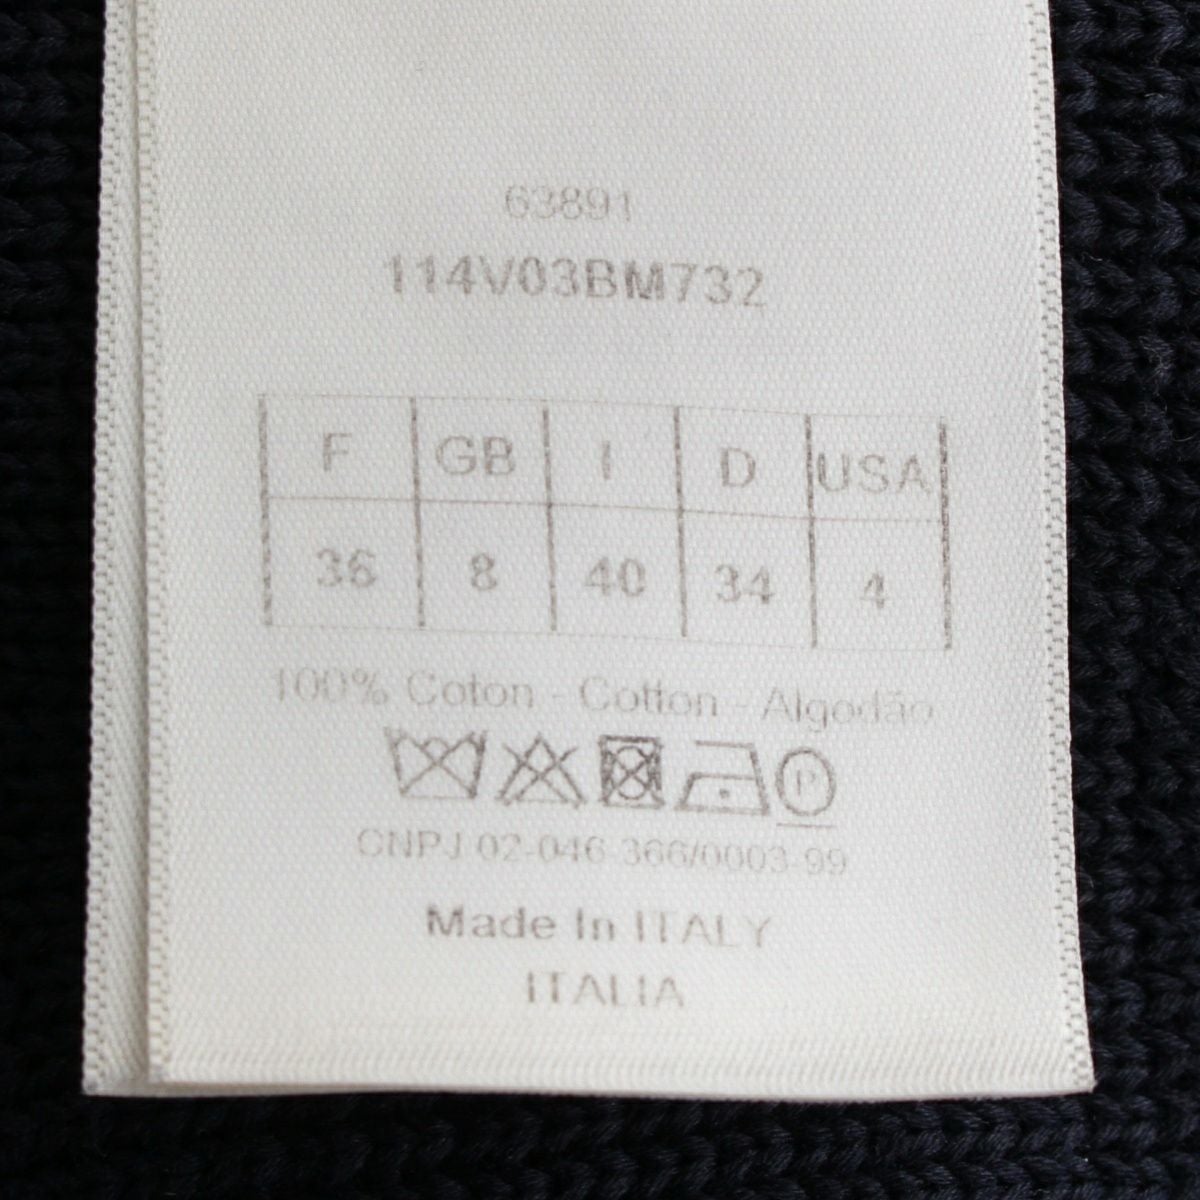 63891
114V03BM732
F GB I D USA
36 8 40 34 4
100% Coton - Cotton - Algodão
P
CNPJ 02-046 366/0003-99
Made In ITALY
ITALIA